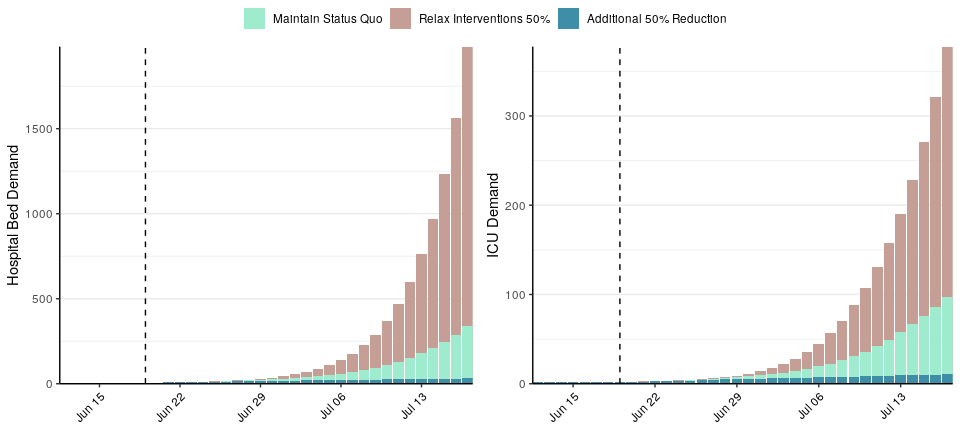 Maintain Status Quo Relax Interventions 50% Additional 50% Reduction
Hospital Bed Demand
1500
1000
500
0
Jun 15 Jun 22 Jun 29 Jul 06 Jul 13
ICU Demand
300
200
100
0
Jun 15 Jun 22 Jun 29 Jul 06 Jul 13